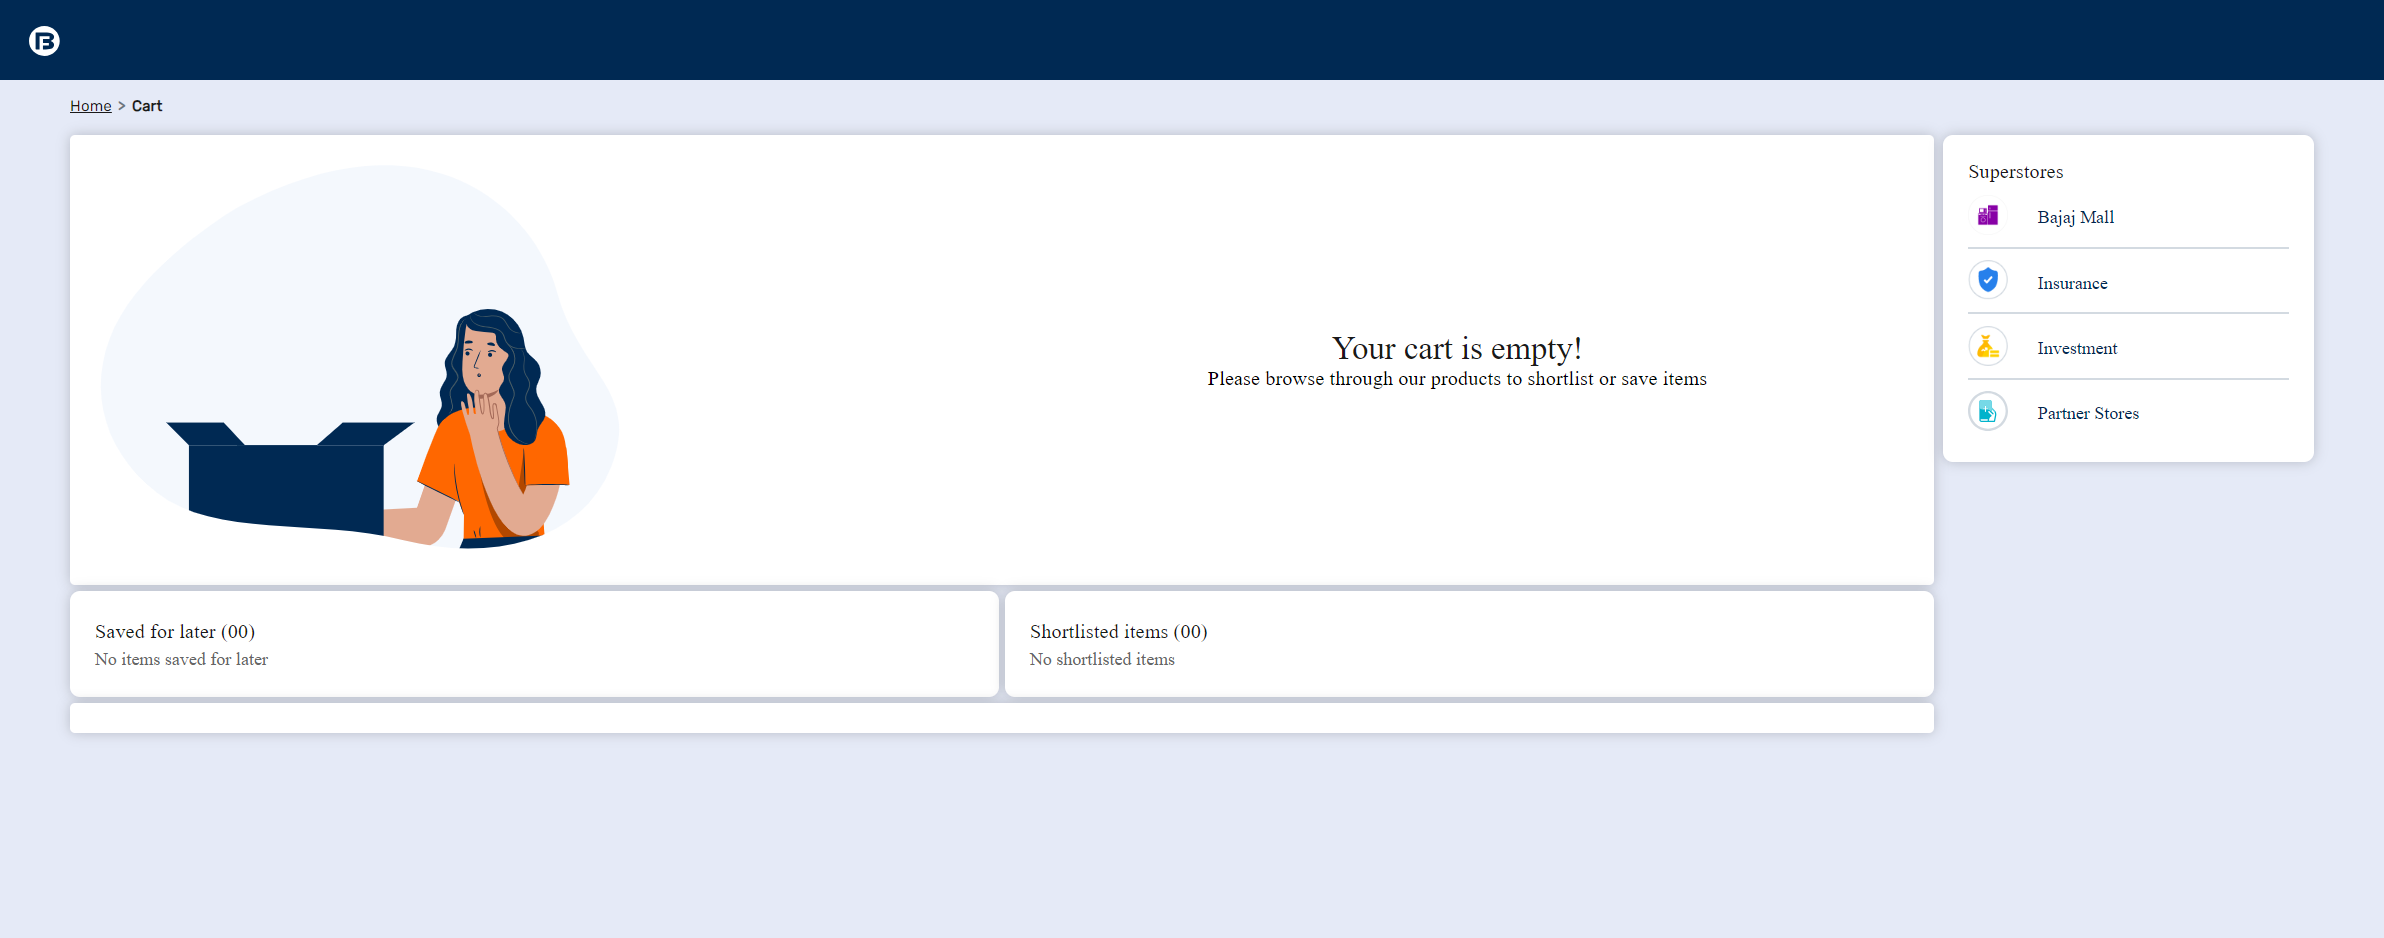 Home > Cart
Your cart is empty!
Please browse through our products to shortlist or save items
Saved for later (00)
No items saved for later
Shortlisted items (00)
No shortlisted items
Superstores
Bajaj Mall
Insurance
Investment
Partner Stores